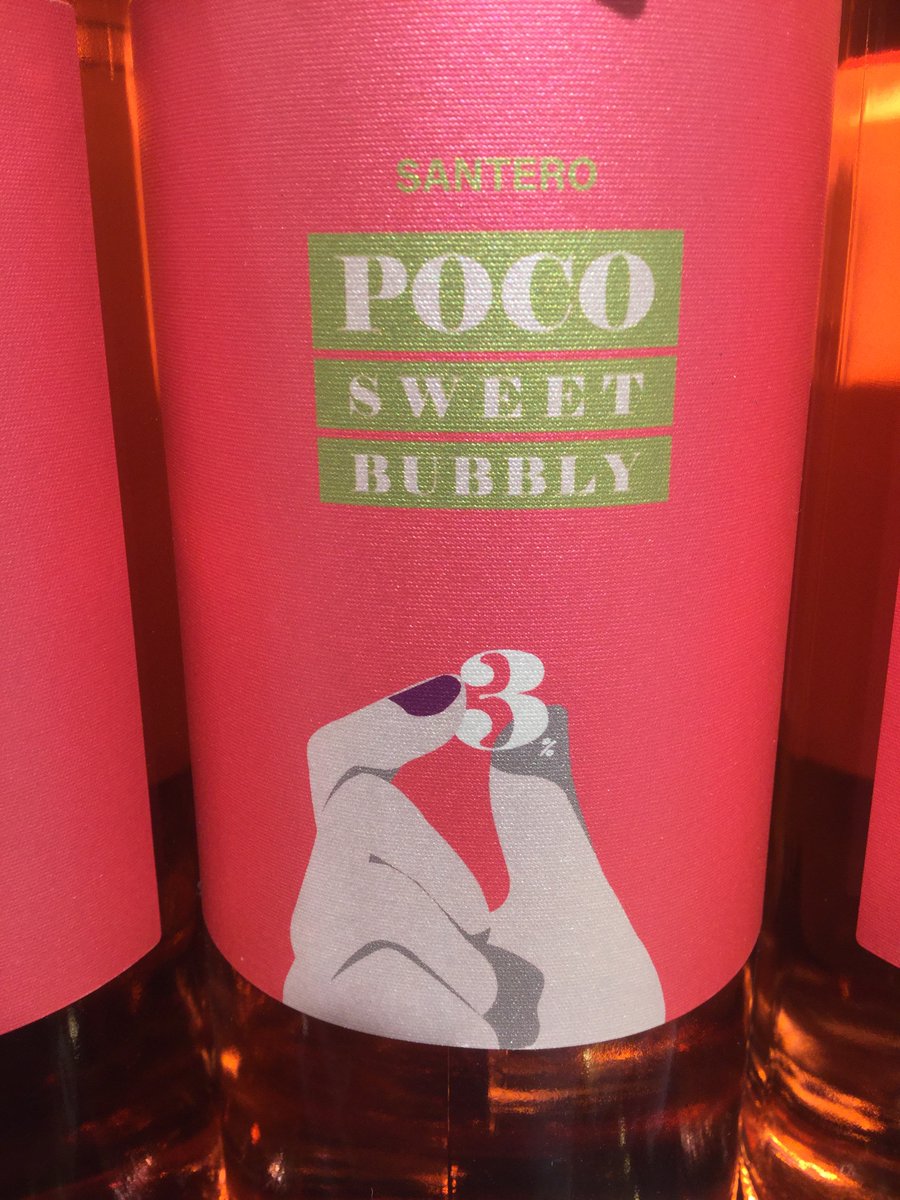 SANTERO
POCO
SWEET
BUBBLY
3%